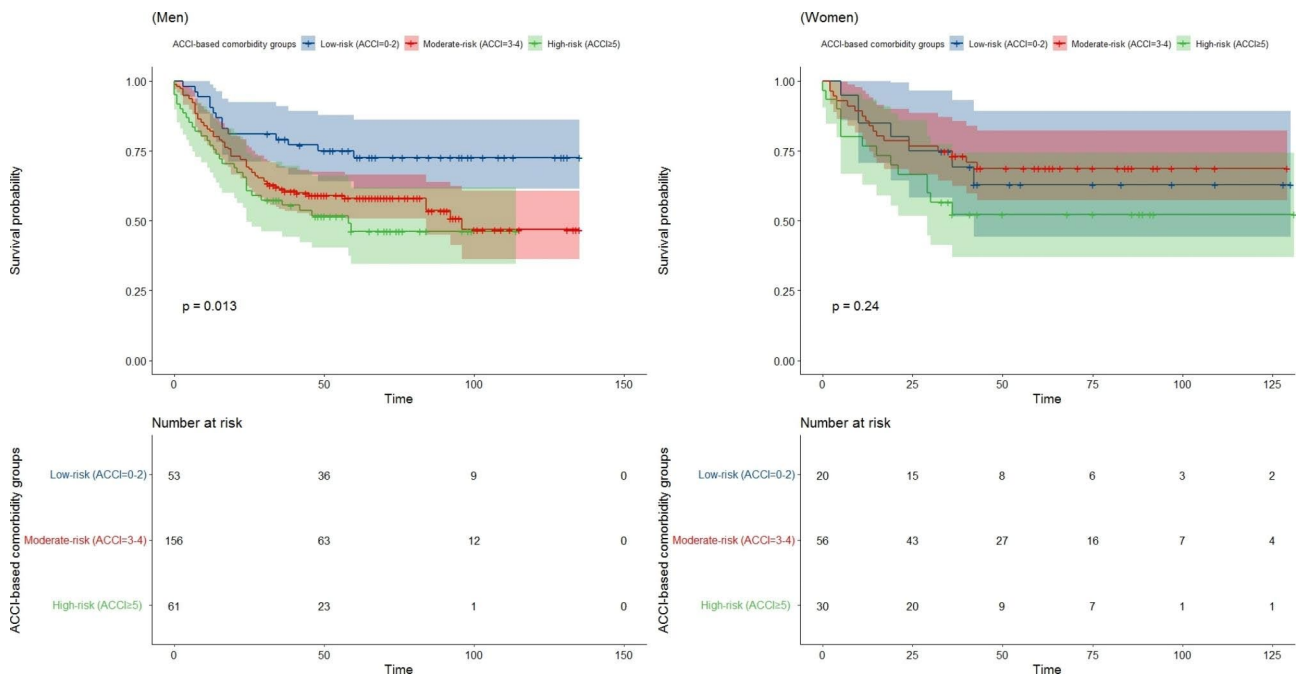 (Men)
ACCI-based comorbidity groups Low-risk (ACCI=0-2) Moderate-risk (ACCI=3-4) High-risk (ACCI≥5)
1.00
0.75
0.50
0.25
0.00
Survival probability
p = 0.013
0 50 100 150
Time
Number at risk
ACCI-based comorbidity groups
Low-risk (ACCI=0-2) 53 36 9 0
Moderate-risk (ACCI=3-4) 156 63 12 0
High-risk (ACCI≥5) 61 23 1 0
0 50 100 150
Time
(Women)
ACCI-based comorbidity groups Low-risk (ACCI=0-2) Moderate-risk (ACCI=3-4) High-risk (ACCI≥5)
1.00
0.75
0.50
0.25
0.00
Survival probability
p = 0.24
0 25 50 75 100 125
Time
Number at risk
ACCI-based comorbidity groups
Low-risk (ACCI=0-2) 20 15 8 6 3 2
Moderate-risk (ACCI=3-4) 56 43 27 16 7 4
High-risk (ACCI≥5) 30 20 9 7 1 1
0 25 50 75 100 125
Time